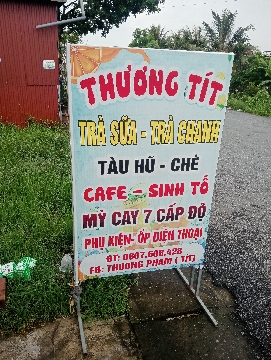 THƯƠNG TÍT
TRÀ SỮA - TRÀ CHANH
TÀU HŨ - CHÈ
CAFE - SINH TỐ
MỲ CAY 7 CẤP ĐỘ
PHỤ KIỆN- ỐP ĐIỆN THOẠI
ĐT: 0867.608.428
FB: THƯƠNG PHẠM ( TÍT)